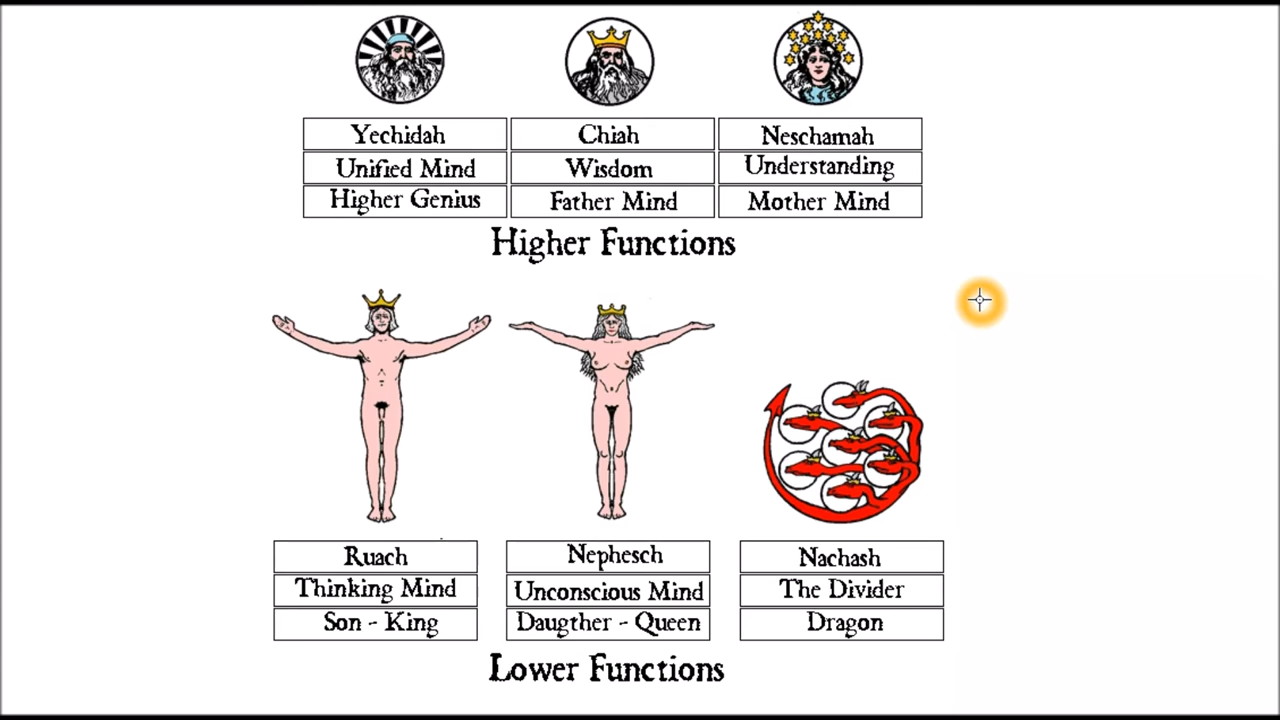 Yechidah Chiah Neschamah
Unified Mind Wisdom Understanding
Higher Genius Father Mind Mother Mind
Higher Functions
Ruach Nephesch Nachash
Thinking Mind Unconscious Mind The Divider
Son - King Daugther - Queen Dragon
Lower Functions